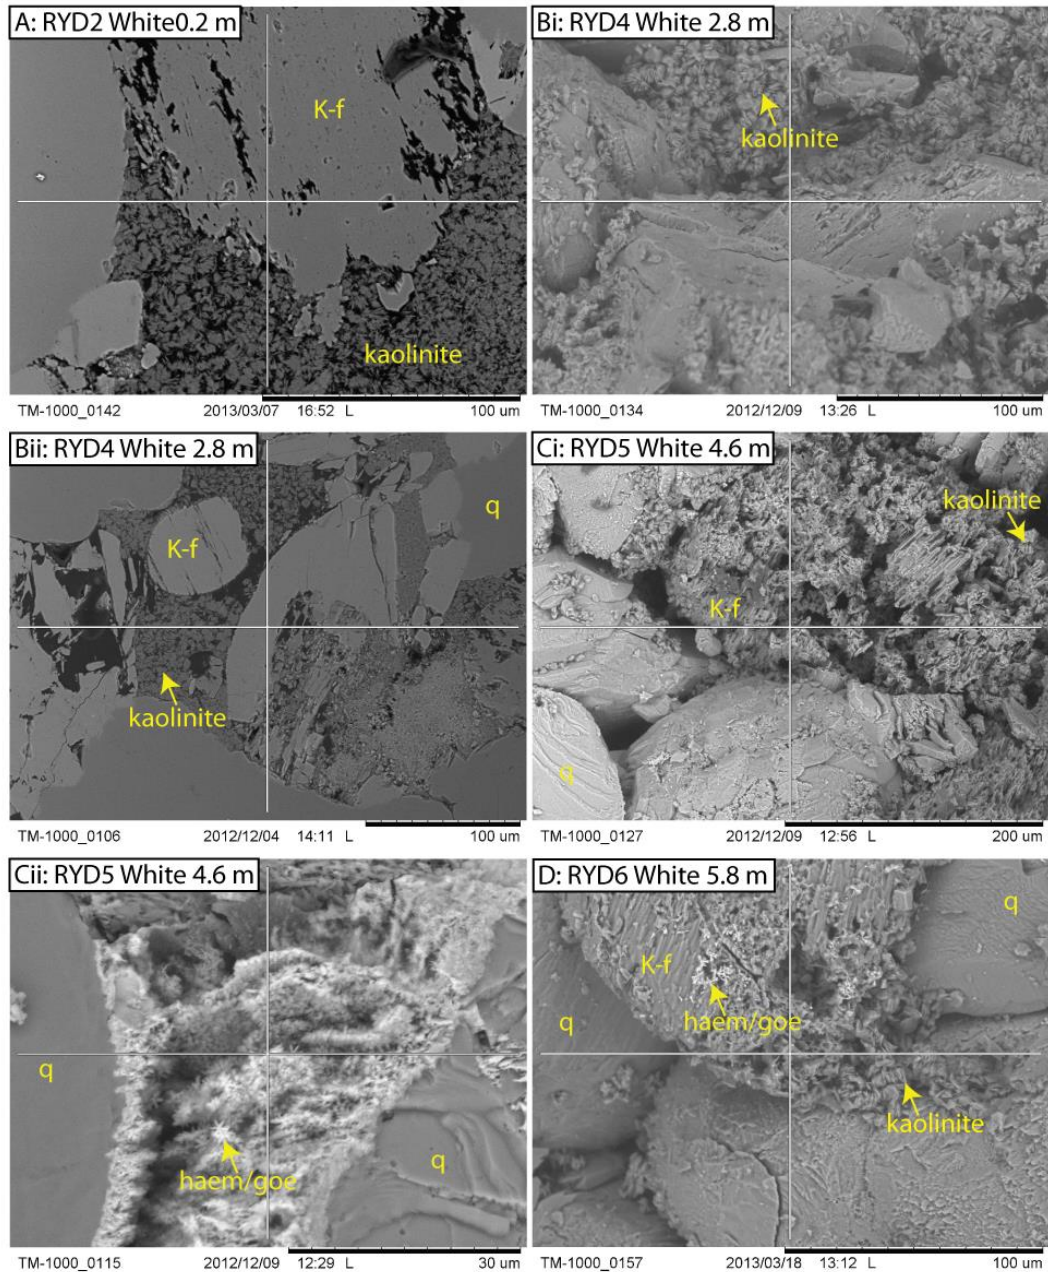 A: RYD2 White0.2 m
K-f
kaolinite
TM-1000_0142 2013/03/07 16:52 L 100 um
Bi: RYD4 White 2.8 m
kaolinite
TM-1000_0134 2012/12/09 13:26 L 100 um
Bii: RYD4 White 2.8 m
q
K-f
kaolinite
TM-1000_0106 2012/12/04 14:11 L 100 um
Ci: RYD5 White 4.6 m
kaolinite
K-f
q
TM-1000_0127 2012/12/09 12:56 L 200 um
Cii: RYD5 White 4.6 m
q
q
haem/goe
TM-1000_0115 2012/12/09 12:29 L 30 um
D: RYD6 White 5.8 m
q
K-f
haem/goe
q
kaolinite
TM-1000_0157 2013/03/18 13:12 L 100 um